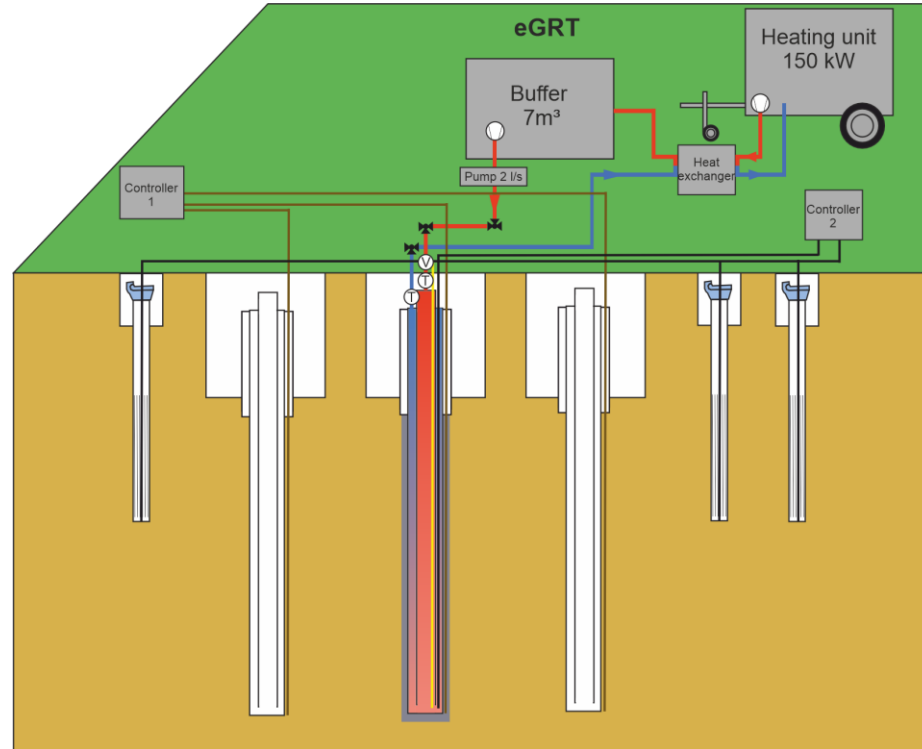 eGRT
Heating unit
150 kW
Buffer
7m³
Pump 2 l/s
Heat
exchanger
Controller
1
Controller
2
V
T
T